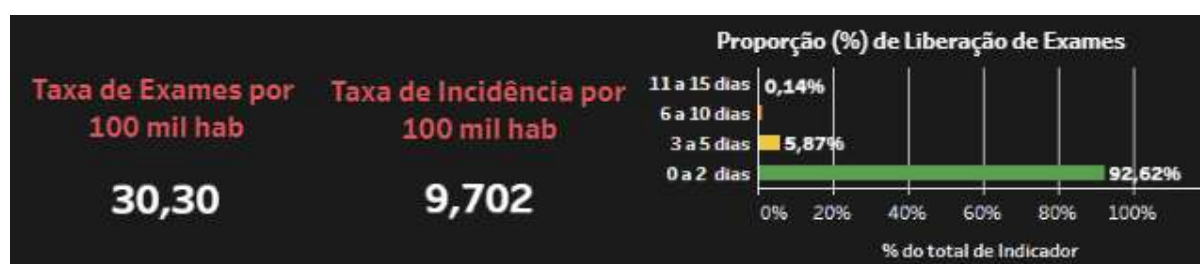 Taxa de Exames por
100 mil hab
30,30
Taxa de Incidência por
100 mil hab
9,702
Proporção (%) de Liberação de Exames
11 a 15 dias 0,14%
6 a 10 dias
3 a 5 dias 5,87%
0 a 2 dias 92,62%
0% 20% 40% 60% 80% 100%
% do total de Indicador